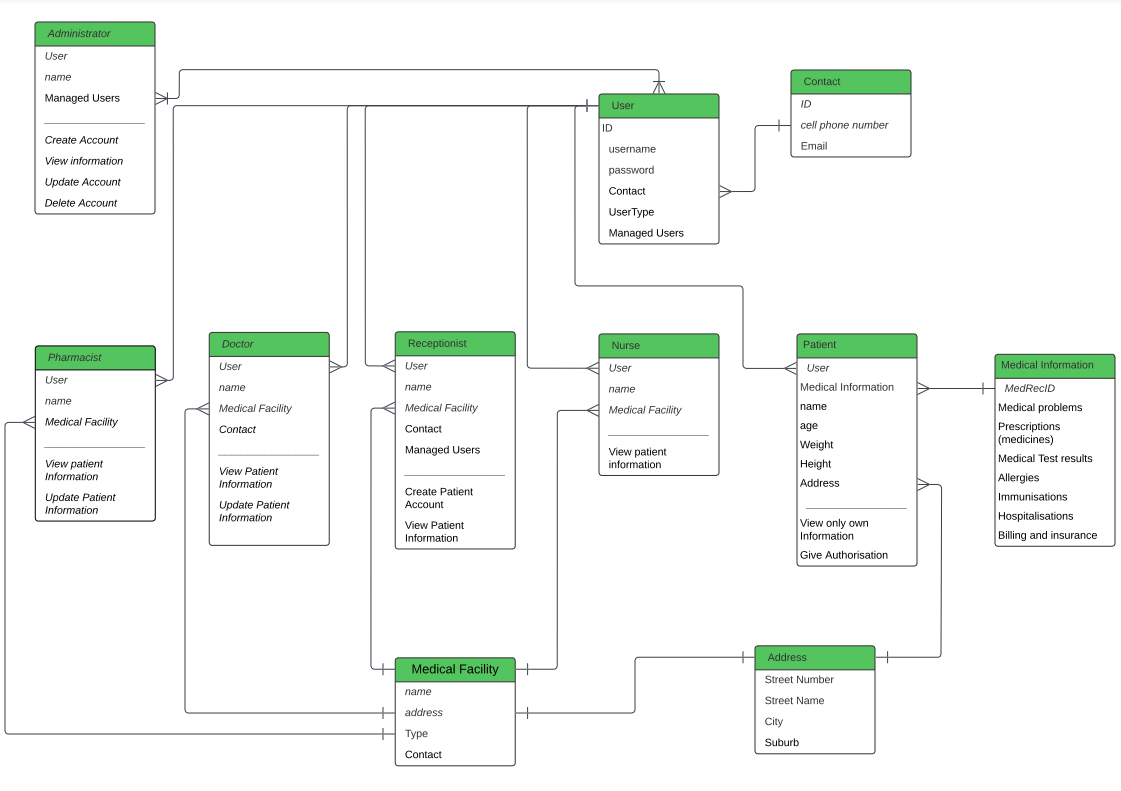 Administrator
User
name
Managed Users
Create Account
View information
Update Account
Delete Account
User
ID
username
password
Contact
UserType
Managed Users
Contact
ID
cell phone number
Email
Pharmacist
User
name
Medical Facility
View patient
Information
Update Patient
Information
Doctor
User
name
Medical Facility
Contact
View Patient
Information
Update Patient
Information
Receptionist
User
name
Medical Facility
Contact
Managed Users
Create Patient
Account
View Patient
Information
Nurse
User
name
Medical Facility
View patient
information
Patient
User
Medical Information
name
age
Weight
Height
Address
View only own
Information
Give Authorisation
Medical Information
MedRecID
Medical problems
Prescriptions
(medicines)
Medical Test results
Allergies
Immunisations
Hospitalisations
Billing and insurance
Medical Facility
name
address
Type
Contact
Address
Street Number
Street Name
City
Suburb